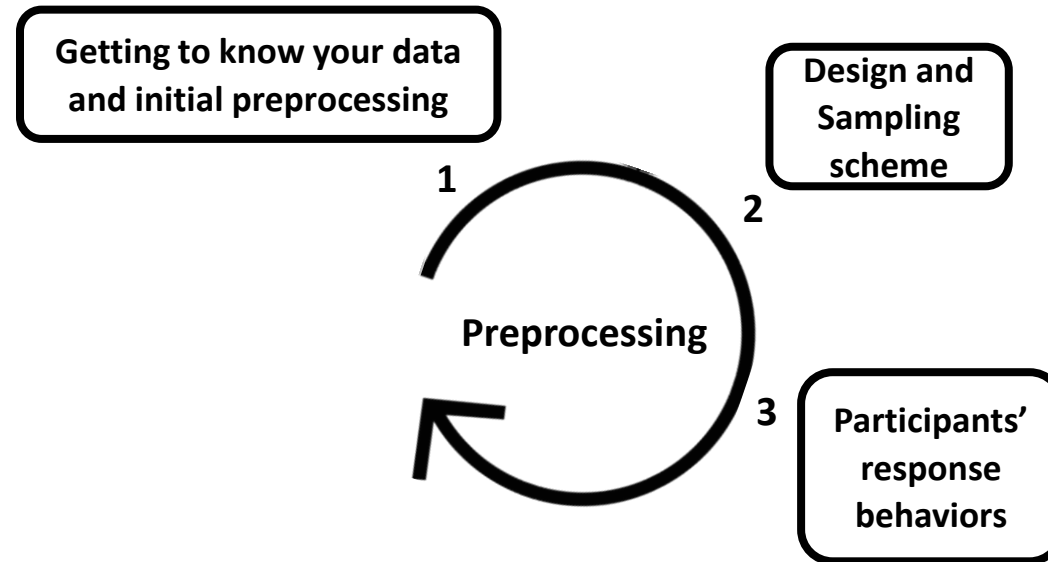 Getting to know your data
and initial preprocessing
1
Design and
Sampling
scheme
2
Preprocessing
3
Participants’
response
behaviors